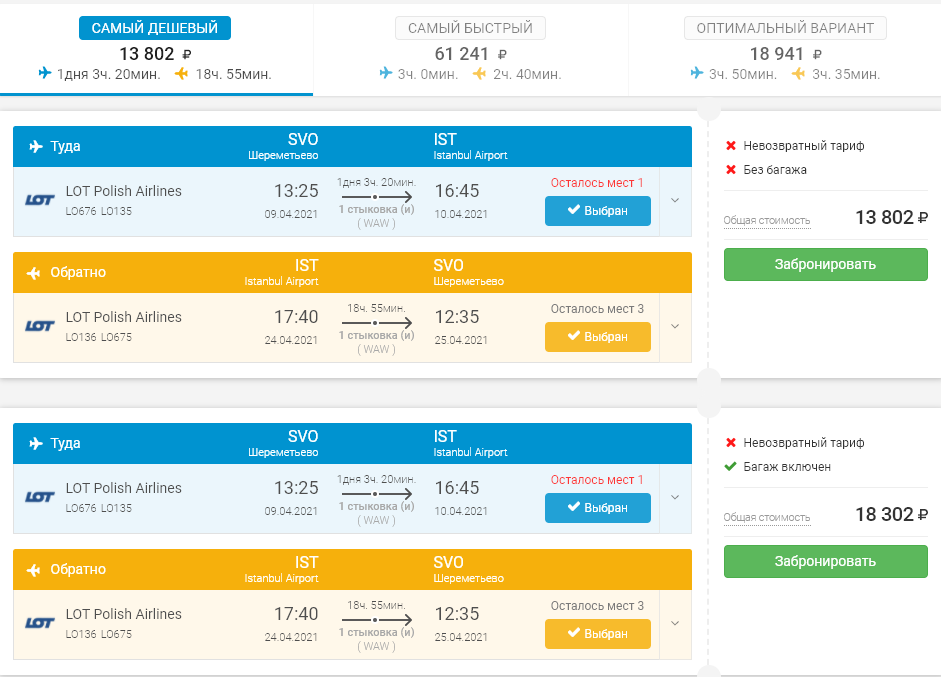 САМЫЙ ДЕШЕВЫЙ
13 802 ₽
1дня 3ч. 20мин. 18ч. 55мин.
САМЫЙ БЫСТРЫЙ
61 241 ₽
3ч. 0мин. 2ч. 40мин.
ОПТИМАЛЬНЫЙ ВАРИАНТ
18 941 ₽
3ч. 50мин. 3ч. 35мин.
Туда
SVO
Шереметьево
IST
Istanbul Airport
LOT
LOT Polish Airlines
LO676 LO135
13:25
09.04.2021
1дня 3ч. 20мин.
1 стыковка (и)
( WAW )
16:45
10.04.2021
Осталось мест 1
Выбран
Обратно
IST
Istanbul Airport
SVO
Шереметьево
LOT
LOT Polish Airlines
LO136 LO675
17:40
24.04.2021
18ч. 55мин.
1 стыковка (и)
( WAW )
12:35
25.04.2021
Осталось мест 3
Выбран
Невозвратный тариф
Без багажа
Общая стоимость 13 802 ₽
Забронировать
Туда
SVO
Шереметьево
IST
Istanbul Airport
LOT
LOT Polish Airlines
LO676 LO135
13:25
09.04.2021
1дня 3ч. 20мин.
1 стыковка (и)
( WAW )
16:45
10.04.2021
Осталось мест 1
Выбран
Обратно
IST
Istanbul Airport
SVO
Шереметьево
LOT
LOT Polish Airlines
LO136 LO675
17:40
24.04.2021
18ч. 55мин.
1 стыковка (и)
( WAW )
12:35
25.04.2021
Осталось мест 3
Выбран
Невозвратный тариф
Багаж включен
Общая стоимость 18 302 ₽
Забронировать